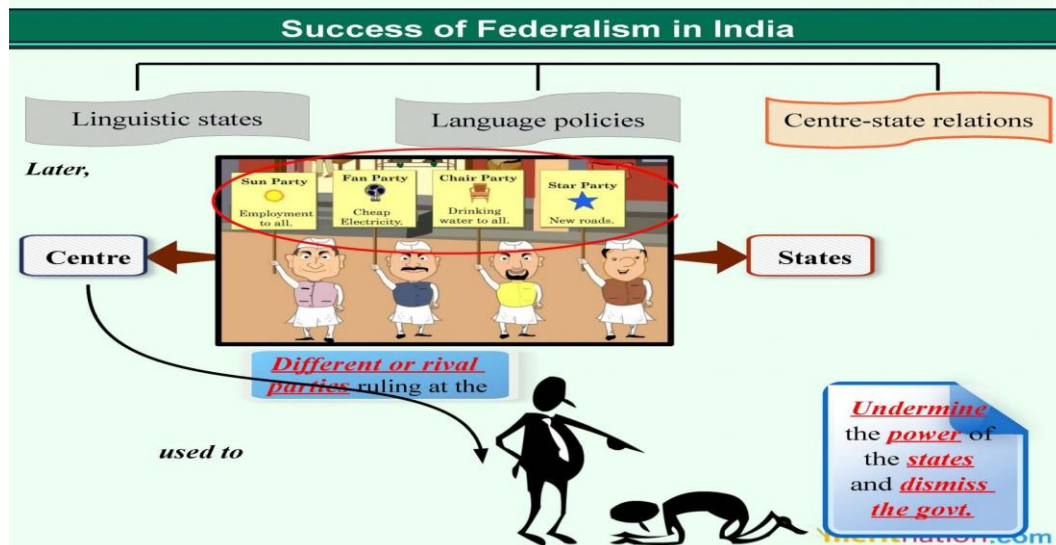 Success of Federalism in India
Linguistic states
Language policies
Centre-state relations
Later,
Sun Party
Employment
to all.
Fan Party
Cheap
Electricity.
Chair Party
Drinking
water to all.
Star Party
New roads.
Centre
States
Different or rival
parties ruling at the
used to
Undermine
the power of
the states
and dismiss
the govt.
meritnation.com